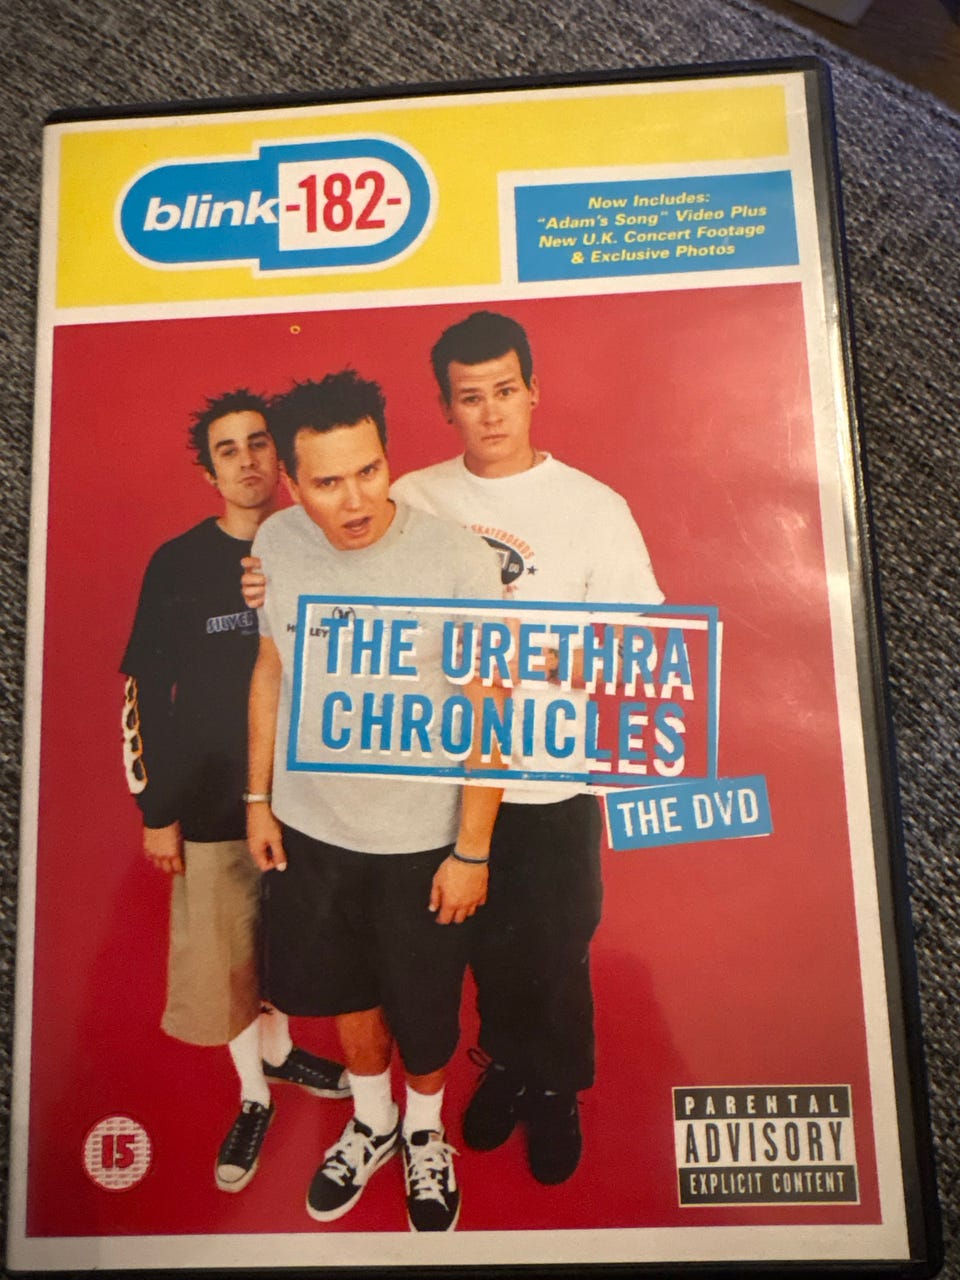 blink-182-
Now Includes:
"Adam's Song" Video Plus
New U.K. Concert Footage
& Exclusive Photos
SKATEBOARDS
THE URETHRA
CHRONICLES
THE DVD
15
PARENTAL
ADVISORY
EXPLICIT CONTENT